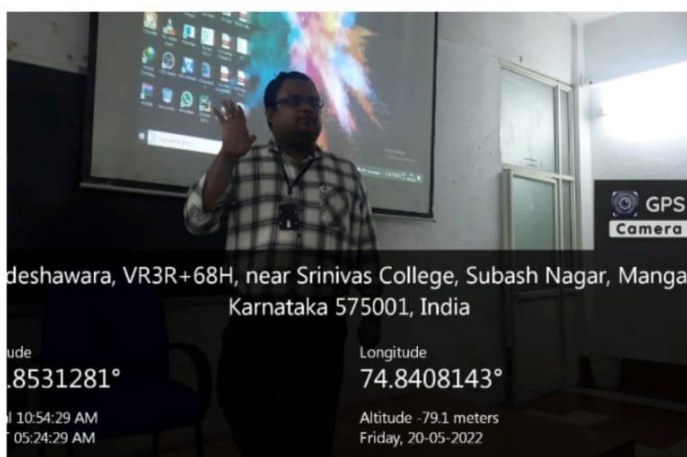 GPS
Camera
deshawara, VR3R+68H, near Srinivas College, Subash Nagar, Manga
Karnataka 575001, India
ude
.8531281°
Longitude
74.8408143°
l 10:54:29 AM
05:24:29 AM
Altitude -79.1 meters
Friday, 20-05-2022